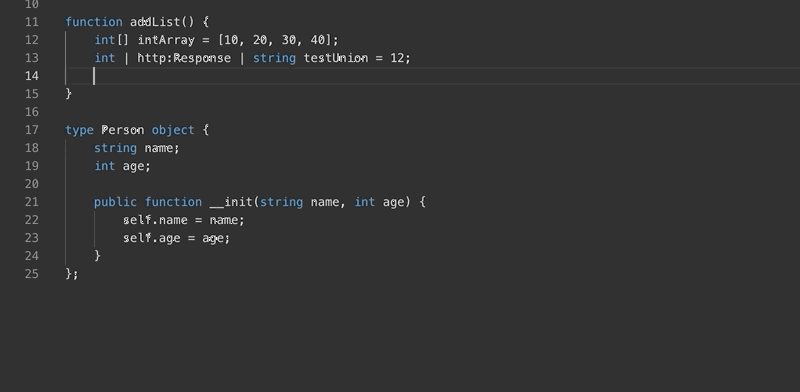 10
11 function addList() {
12     int[] intArray = [10, 20, 30, 40];
13     int | http:Response | string testUnion = 12;
14
15 }
16
17 type Person object {
18     string name;
19     int age;
20
21     public function __init(string name, int age) {
22         self.name = name;
23         self.age = age;
24     }
25 };